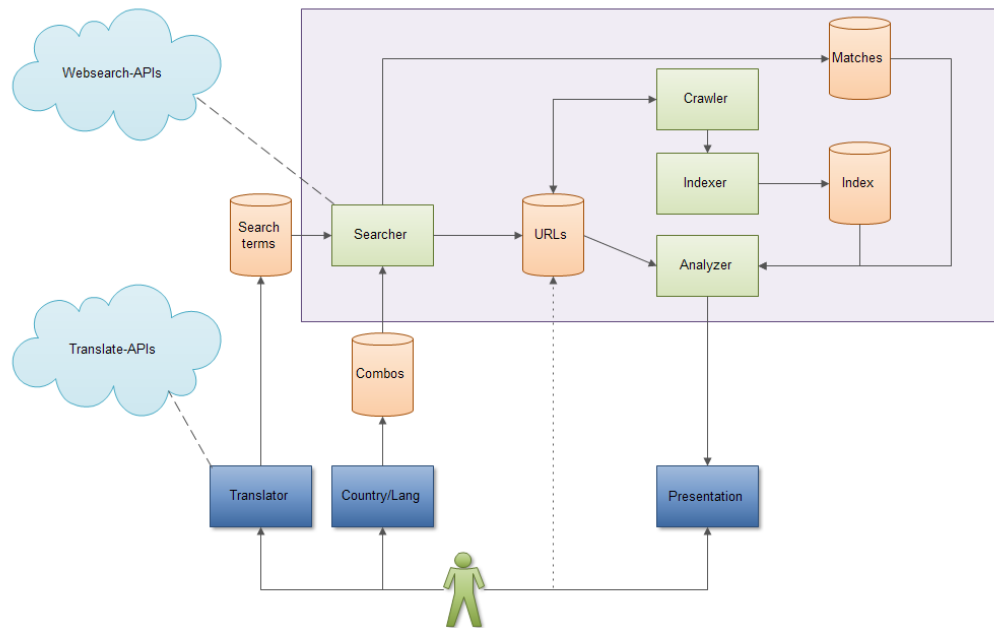 Websearch-APIs
Matches
Crawler
Indexer
Index
Search
terms
Searcher
URLs
Analyzer
Translate-APIs
Combos
Translator
Country/Lang
Presentation